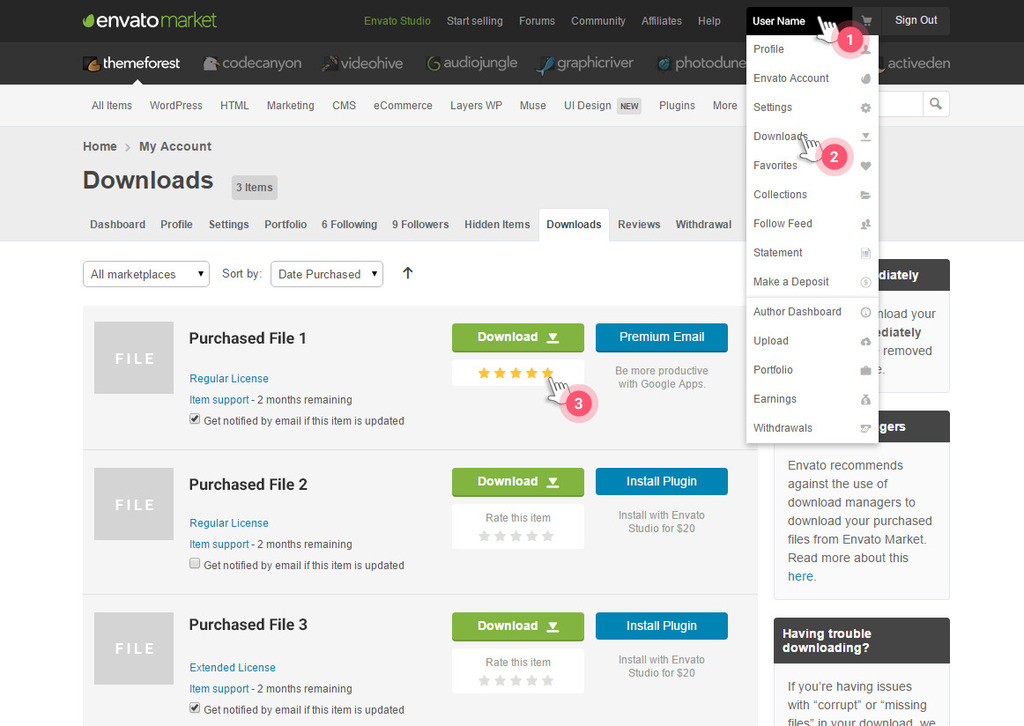 envatomarket
Envato Studio Start selling Forums Community Affiliates Help User Name Sign Out
1
themeforest codecanyon videohive audiojungle graphicriver photodune activeden
Profile
Envato Account
All Items WordPress HTML Marketing CMS eCommerce Layers WP Muse UI Design NEW Plugins More
Settings
Downloads
2
Favorites
Collections
Follow Feed
Statement
Make a Deposit
Author Dashboard
Upload
Portfolio
Earnings
Withdrawals
Home > My Account
Downloads 3 Items
Dashboard Profile Settings Portfolio 6 Following 9 Followers Hidden Items Downloads Reviews Withdrawal
All marketplaces Sort by: Date Purchased
FILE
Purchased File 1
Regular License
Item support - 2 months remaining
Get notified by email if this item is updated
Download
3
Premium Email
Be more productive
with Google Apps.
FILE
Purchased File 2
Regular License
Item support - 2 months remaining
Get notified by email if this item is updated
Download
Rate this item
Install Plugin
Install with Envato
Studio for $20
FILE
Purchased File 3
Extended License
Item support - 2 months remaining
Get notified by email if this item is updated
Download
Rate this item
Install Plugin
Install with Envato
Studio for $20
your
removed
Envato recommends
against the use of
download managers to
download your purchased
files from Envato Market.
Read more about this
here.
Having trouble
downloading?
If you're having issues
with “corrupt” or “missing
files” in your download, we